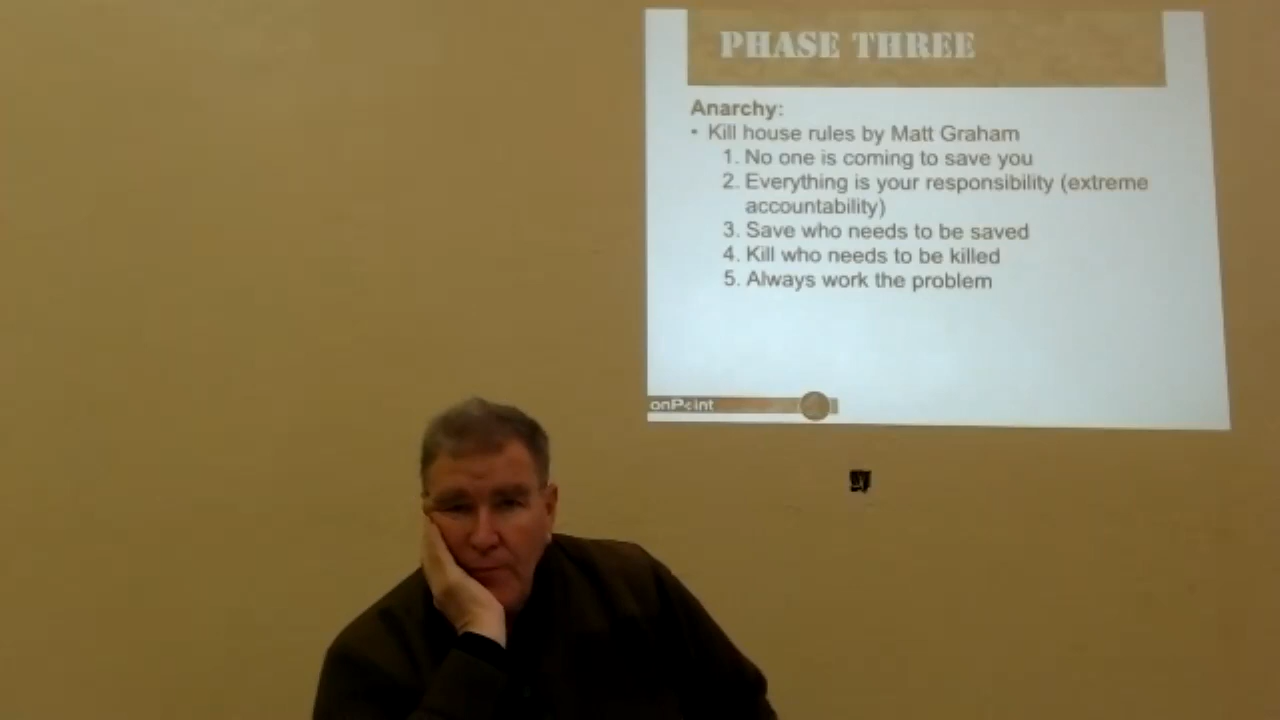 PHASE THREE
Anarchy:
• Kill house rules by Matt Graham
1. No one is coming to save you
2. Everything is your responsibility (extreme
accountability)
3. Save who needs to be saved
4. Kill who needs to be killed
5. Always work the problem
onPoint